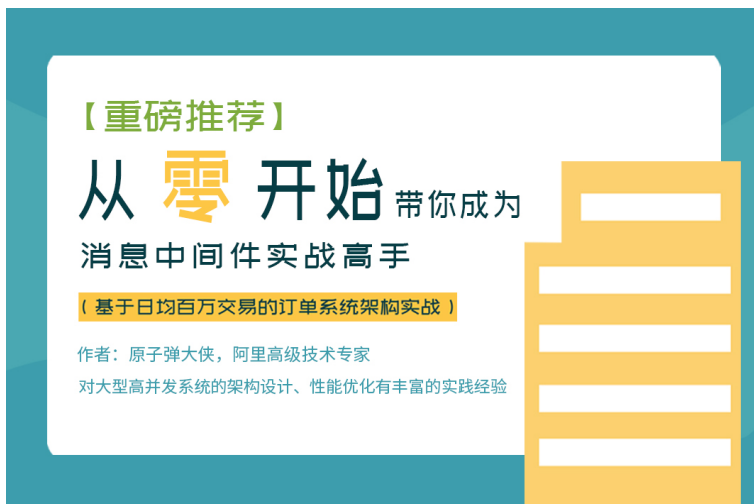 【重磅推荐】
从 零 开始 带你成为
消息中间件实战高手
(基于日均百万交易的订单系统架构实战)
作者：原子弹大侠，阿里高级技术专家
对大型高并发系统的架构设计、性能优化有丰富的实践经验